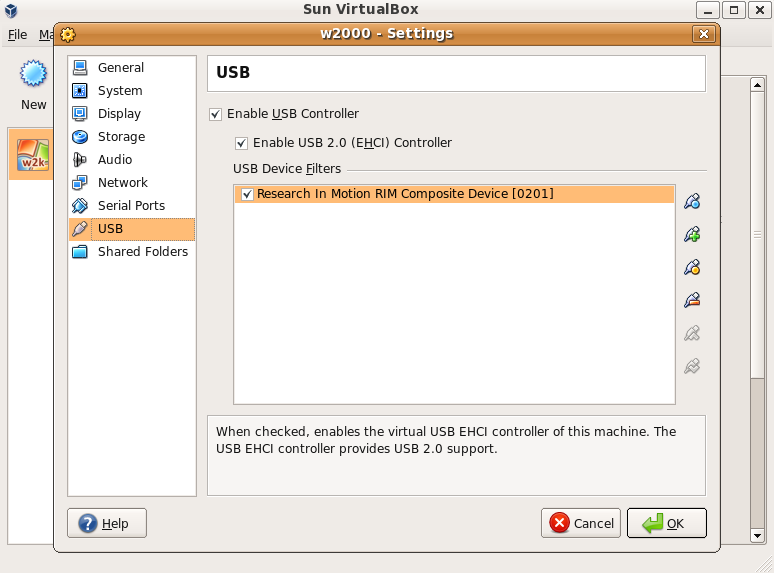 Sun VirtualBox
w2000 - Settings
File Ma
New
w2k
General
System
Display
Storage
Audio
Network
Serial Ports
USB
Shared Folders
USB
Enable USB Controller
Enable USB 2.0 (EHCI) Controller
USB Device Filters
Research In Motion RIM Composite Device [0201]
When checked, enables the virtual USB EHCI controller of this machine. The
USB EHCI controller provides USB 2.0 support.
Help
Cancel
OK